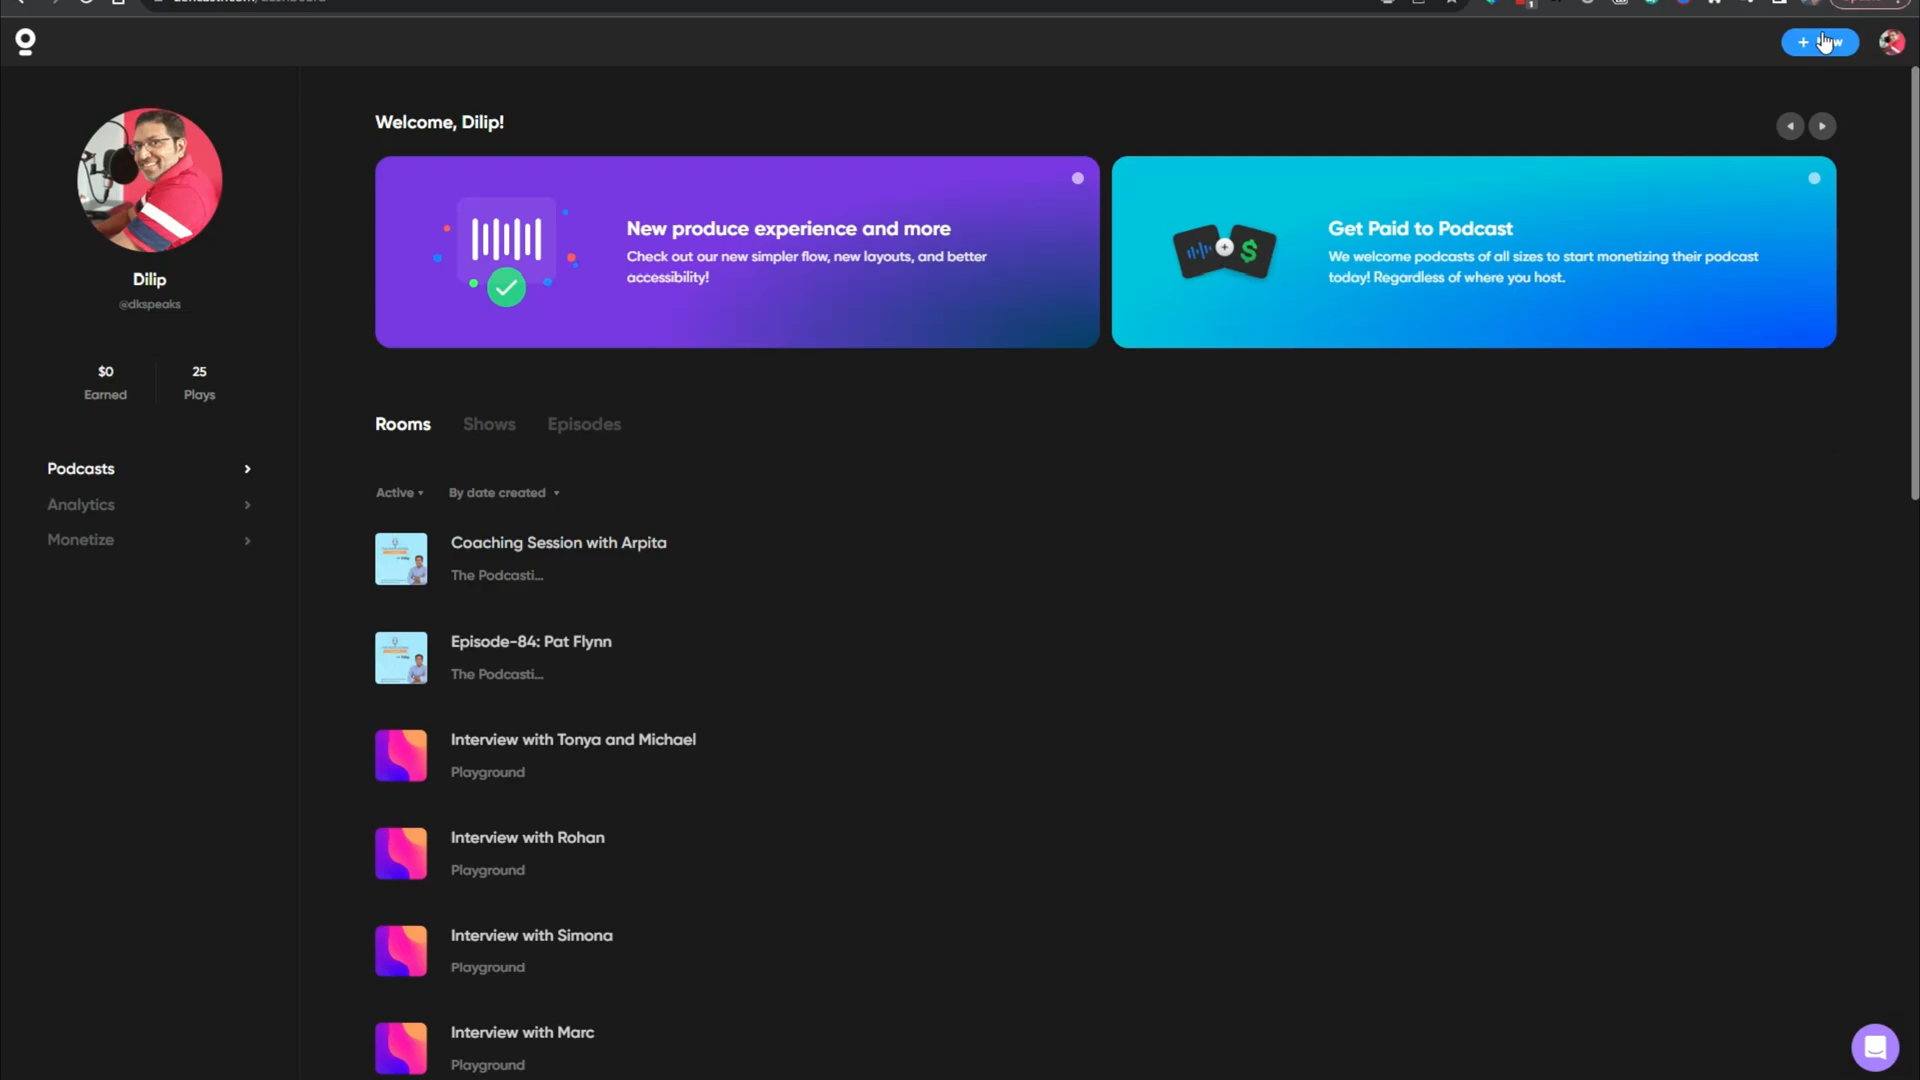 1
+
Welcome, Dilip!
New produce experience and more
Check out our new simpler flow, new layouts, and better
accessibility!
Get Paid to Podcast
We welcome podcasts of all sizes to start monetizing their podcast
today! Regardless of where you host.
$
Dilip
@dkspeaks
$0
Earned
25
Plays
Podcasts
Analytics
Monetize
Rooms
Shows
Episodes
Active
By date created
Coaching Session with Arpita
The Podcasti...
Episode-84: Pat Flynn
The Podcasti...
Interview with Tonya and Michael
Playground
Interview with Rohan
Playground
Interview with Simona
Playground
Interview with Marc
Playground